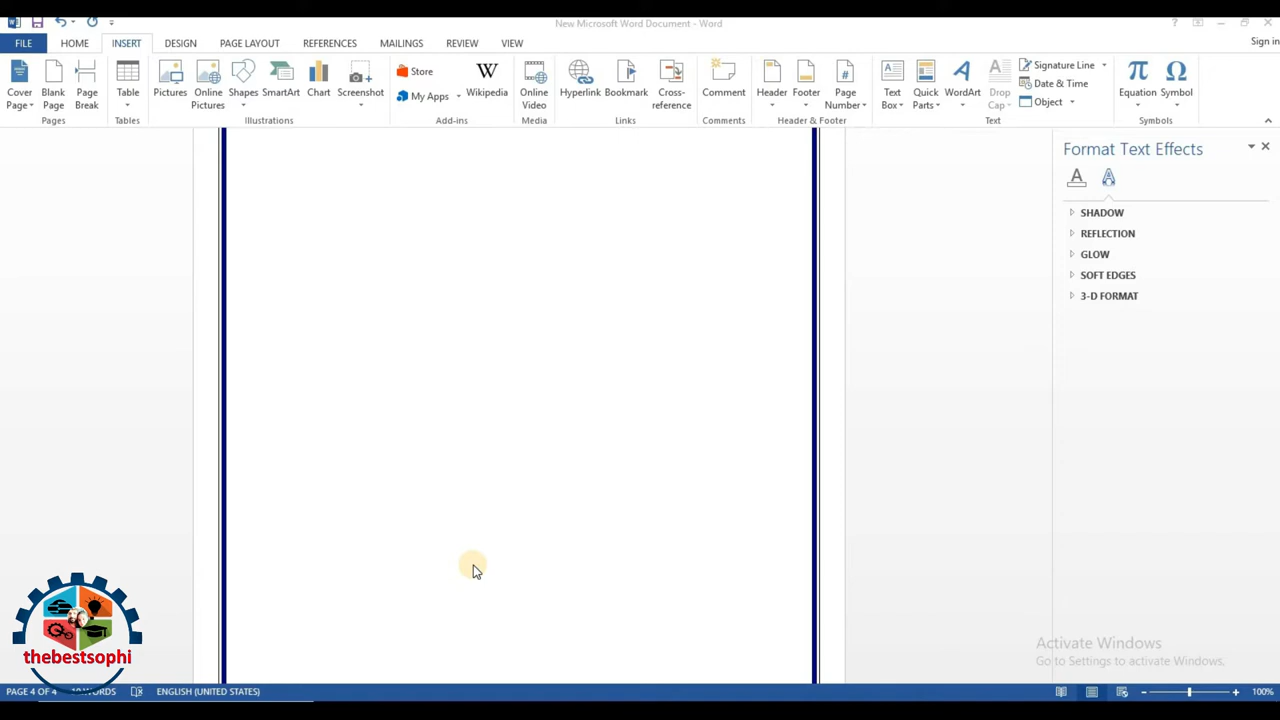 New Microsoft Word Document - Word
FILE HOME INSERT DESIGN PAGE LAYOUT REFERENCES MAILINGS REVIEW VIEW Sign in
Cover Page Blank Page Page Break Table Pictures Online Pictures Shapes SmartArt Chart Screenshot Store My Apps Wikipedia Online Video Hyperlink Bookmark Cross-reference Comment Header Footer Page Number Text Box Quick Parts WordArt Drop Cap Signature Line Date & Time Object Equation Symbol
Pages Tables Illustrations Add-ins Media Links Comments Header & Footer Text Symbols
Format Text Effects
SHADOW
REFLECTION
GLOW
SOFT EDGES
3-D FORMAT
thebestsophi
Activate Windows
Go to Settings to activate Windows.
PAGE 4 OF 4 WORDS ENGLISH (UNITED STATES) 100%